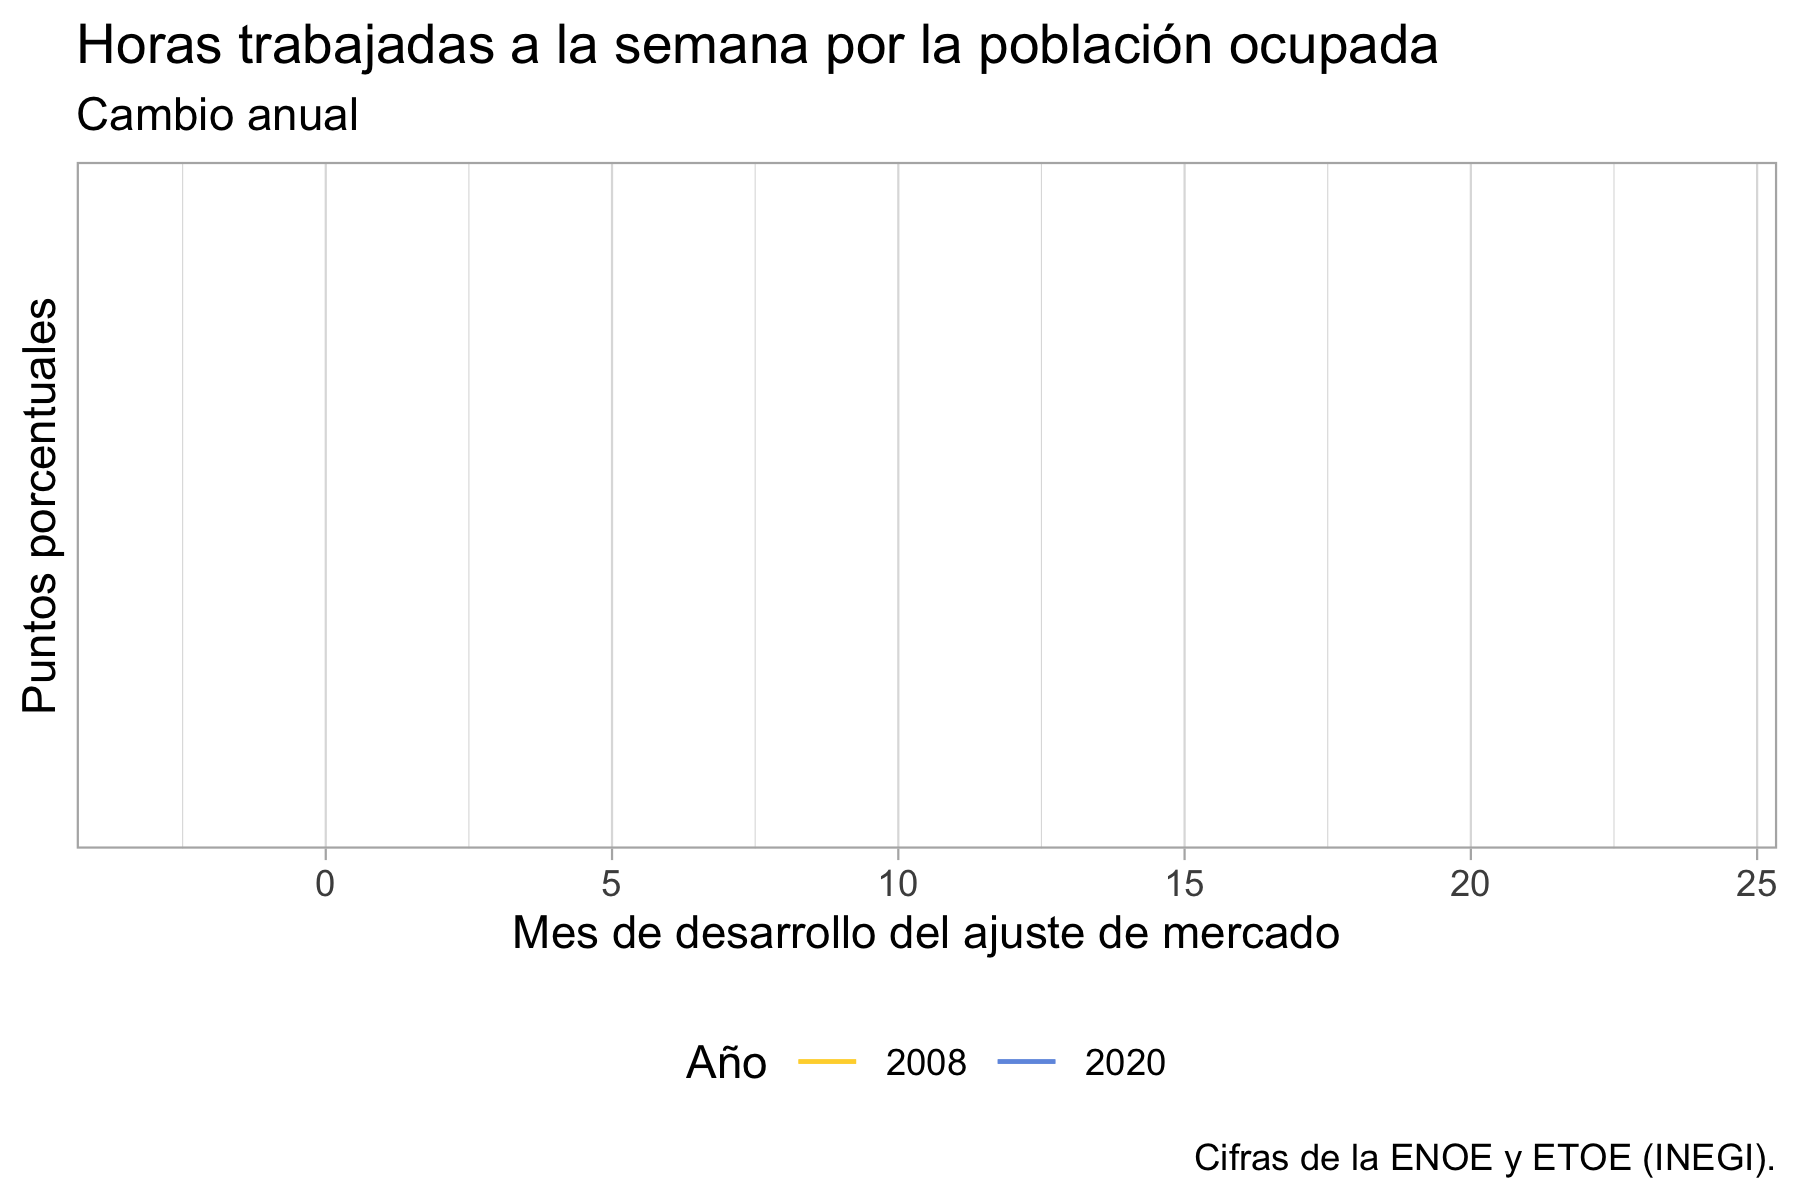 Horas trabajadas a la semana por la población ocupada
Cambio anual
Puntos porcentuales
0 5 10 15 20 25
Mes de desarrollo del ajuste de mercado
Año 2008 2020
Cifras de la ENOE y ETOE (INEGI).